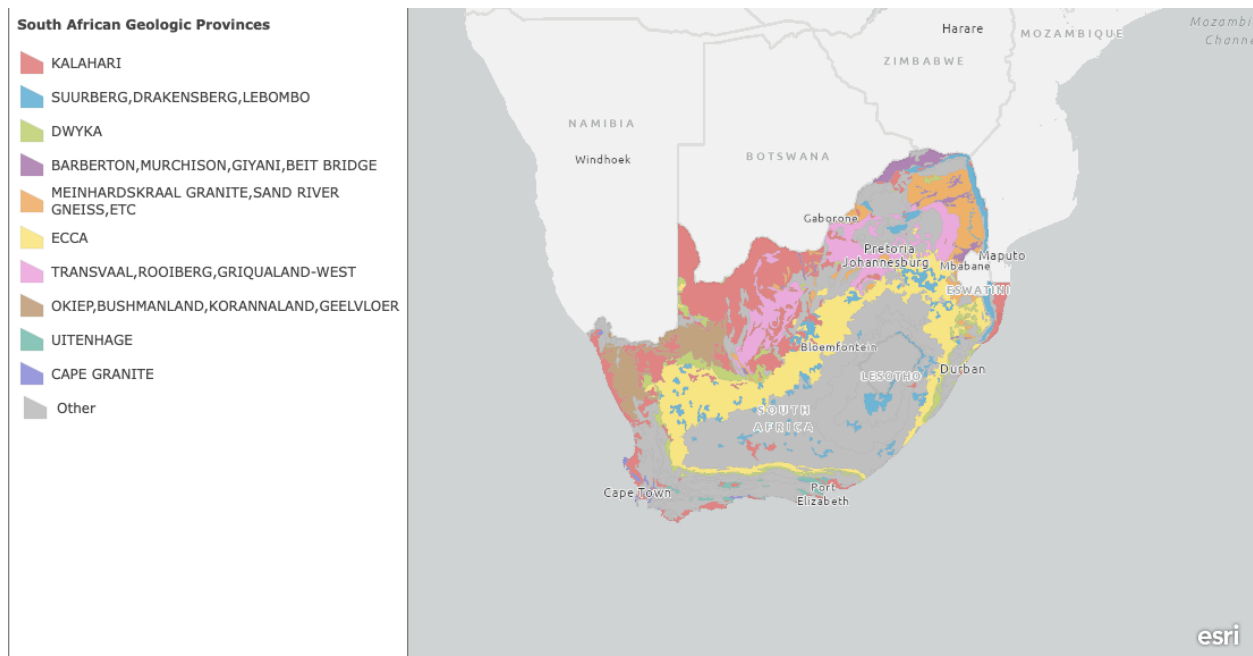 South African Geologic Provinces
KALAHARI
SUURBERG,DRAKENSBERG,LEBOMBO
DWYKA
BARBERTON,MURCHISON,GIYANI,BEIT BRIDGE
MEINHARDSKRAAL GRANITE,SAND RIVER
GNEISS,ETC
ECCA
TRANSVAAL,ROOIBERG,GRIQUALAND-WEST
OKIEP,BUSHMANLAND,KORANNALAND,GEELVLOER
UITENHAGE
CAPE GRANITE
Other
Harare
MOZAMBIQUE
ZIMBABWE
NAMIBIA
Windhoek
BOTSWANA
Gaborone
Pretoria
Johannesburg
Maputo
Mbabane
ESWATINI
Bloemfontein
LESOTHO
Durban
SOUTH
AFRICA
Cape Town
Port
Elizabeth
esri